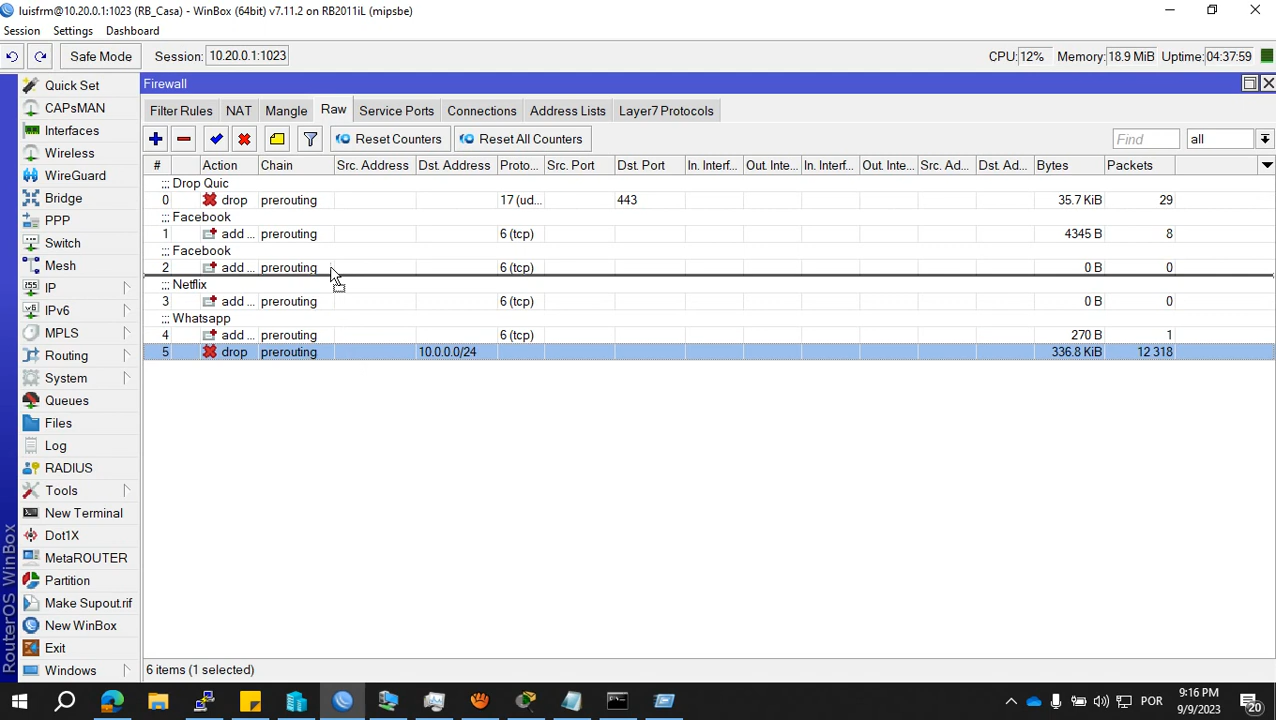 luisfrm@10.20.0.1:1023 (RB_Casa) - WinBox (64bit) v7.11.2 on RB2011iL (mipsbe)
Session Settings Dashboard
Safe Mode Session: 10.20.0.1:1023 CPU: 12% Memory: 18.9 MiB Uptime: 04:37:59
Quick Set
CAPsMAN
Interfaces
Wireless
WireGuard
Bridge
PPP
Switch
Mesh
IP
IPv6
MPLS
Routing
System
Queues
Files
Log
RADIUS
Tools
New Terminal
Dot1X
MetaROUTER
Partition
Make Supout.rif
New WinBox
Exit
Windows
RouterOS WinBox
Firewall
Filter Rules NAT Mangle Raw Service Ports Connections Address Lists Layer7 Protocols
Reset Counters Reset All Counters Find all
# Action Chain Src. Address Dst. Address Proto... Src. Port Dst. Port In. Interf... Out. Inte... In. Interf... Out. Inte... Src. Ad... Dst. Ad... Bytes Packets
;;; Drop Quic
0 drop prerouting 17 (ud... 443 35.7 KiB 29
;;; Facebook
1 add ... prerouting 6 (tcp) 4345 B 8
;;; Facebook
2 add ... prerouting 6 (tcp) 0 B 0
;;; Netflix
3 add ... prerouting 6 (tcp) 0 B 0
;;; Whatsapp
4 add ... prerouting 6 (tcp) 270 B 1
5 drop prerouting 10.0.0.0/24 336.8 KiB 12 318
6 items (1 selected)
POR 9:16 PM
9/9/2023 20